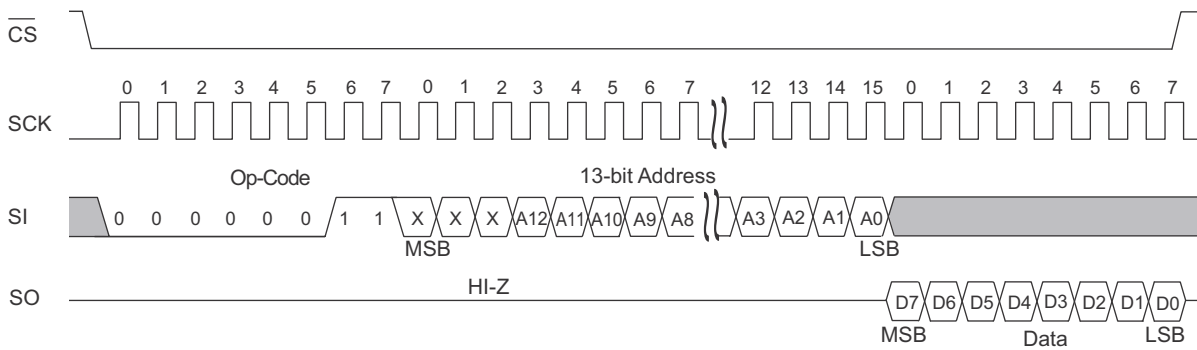 CS
0 1 2 3 4 5 6 7 0 1 2 3 4 5 6 7 12 13 14 15 0 1 2 3 4 5 6 7
SCK
Op-Code 13-bit Address
SI 0 0 0 0 0 0 1 1 X X X A12 A11 A10 A9 A8 A3 A2 A1 A0
MSB LSB
HI-Z
SO D7 D6 D5 D4 D3 D2 D1 D0
MSB Data LSB